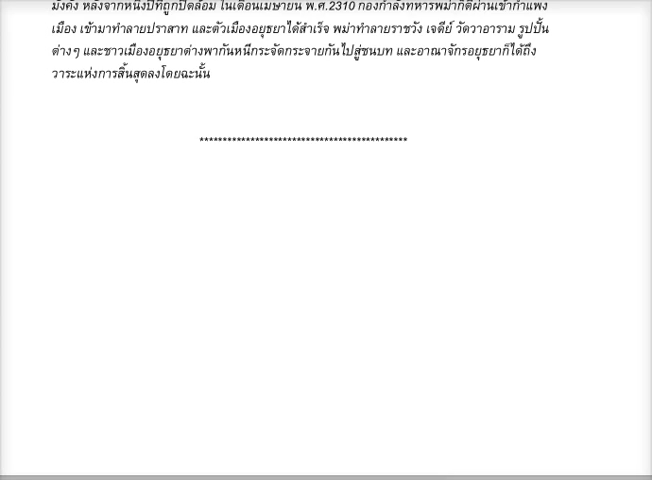 มั่งคั่ง หลังจากหนึ่งปีที่ถูกปิดล้อม ในเดือนเมษายน พ.ศ.2310 กองกำลังทหารพม่าก็ตีผ่านเข้ากำแพง
เมือง เข้ามาทำลายปราสาท และตัวเมืองอยุธยาได้สำเร็จ พม่าทำลายราชวัง เจดีย์ วัดวาอาราม รูปปั้น
ต่างๆ และชาวเมืองอยุธยาต่างพากันหนีกระจัดกระจายกันไปสู่ชนบท และอาณาจักรอยุธยาก็ได้ถึง
วาระแห่งการสิ้นสุดลงโดยฉะนั้น
*********************************************